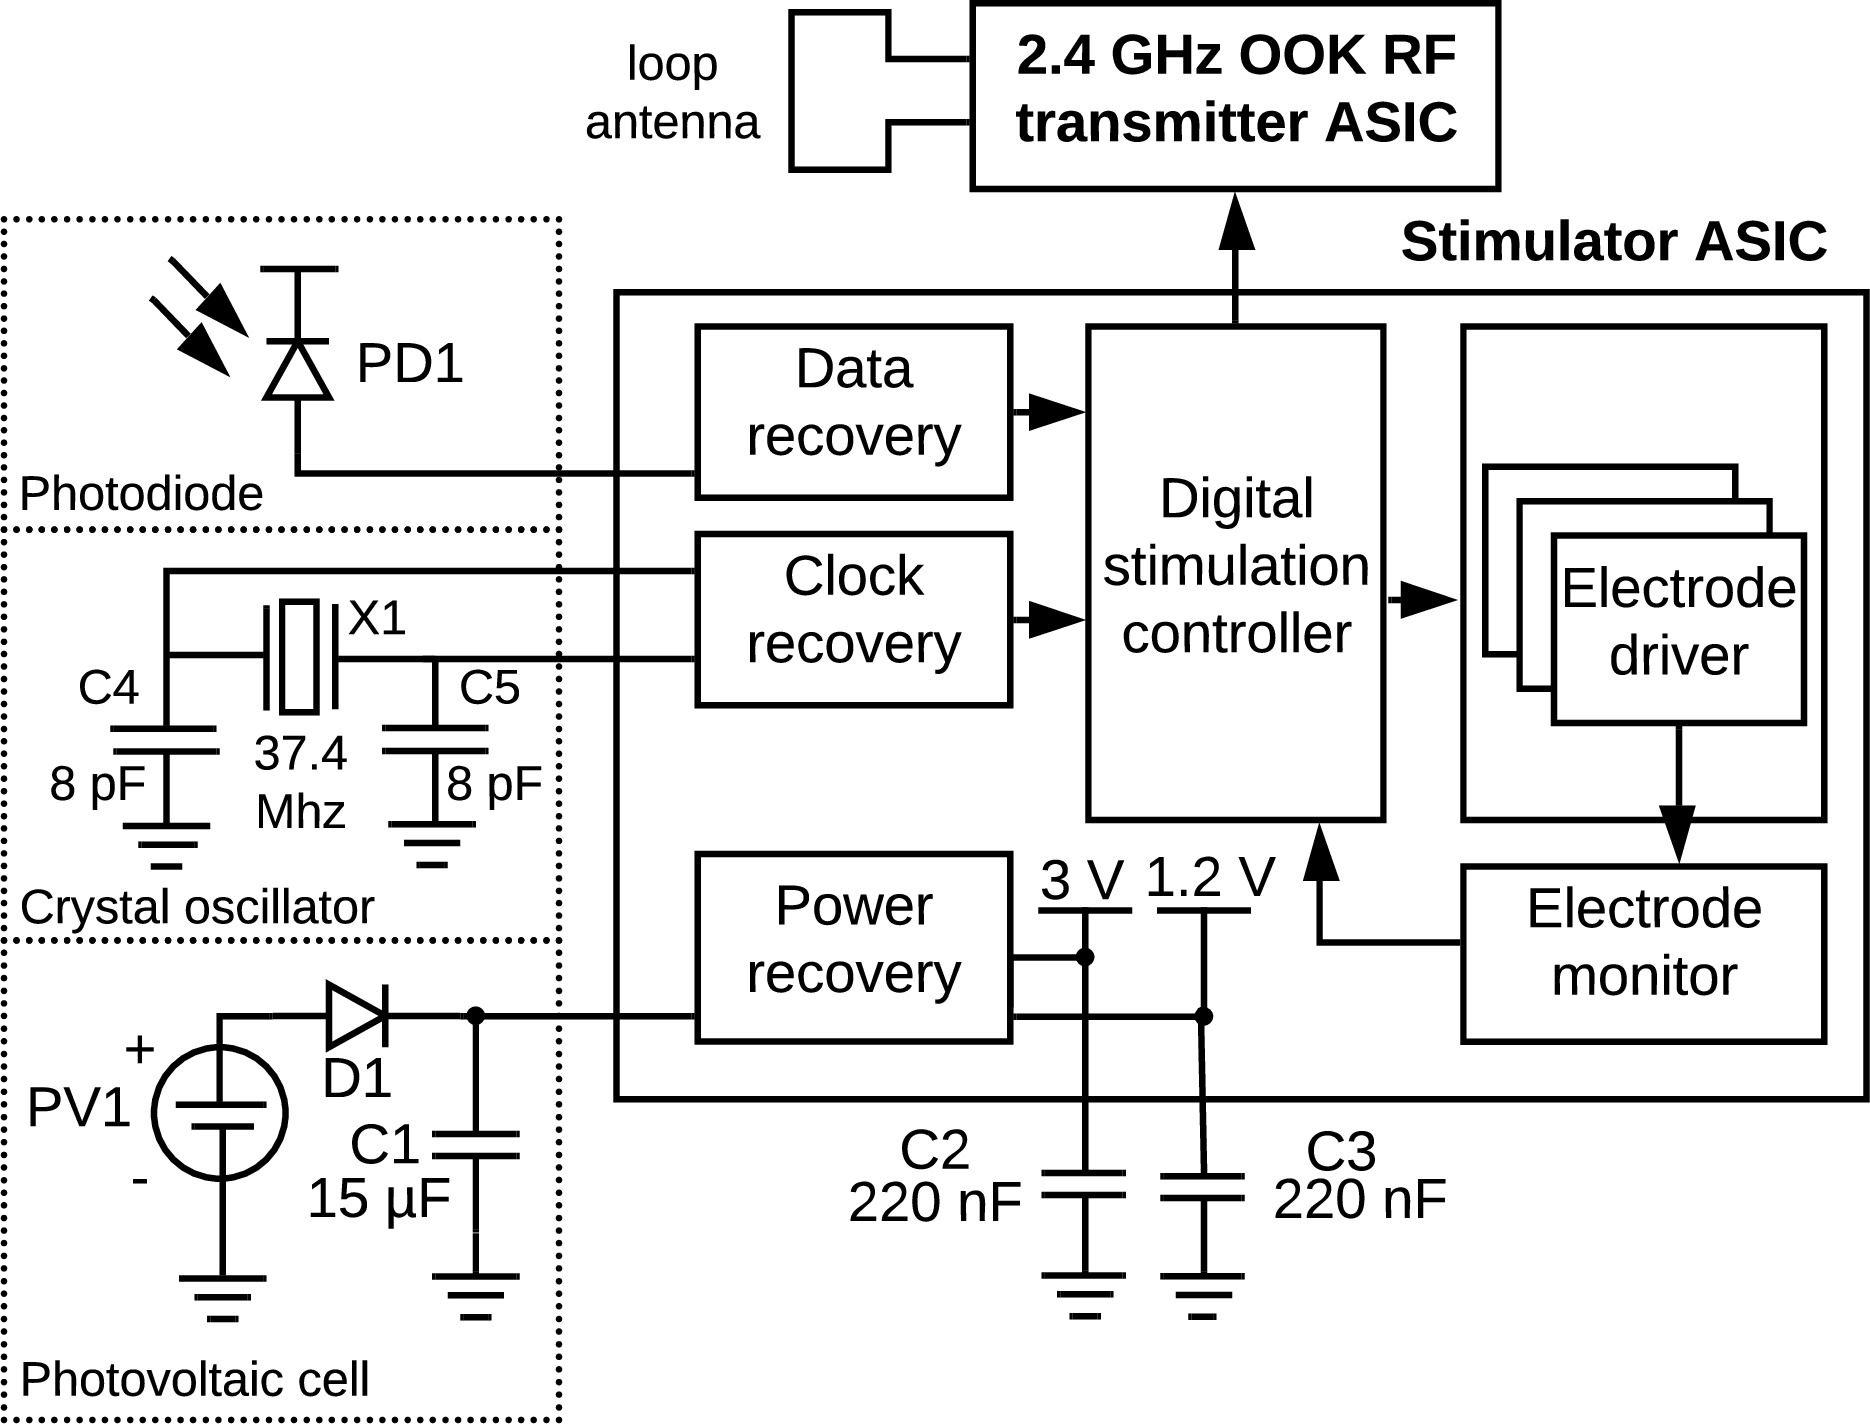 loop
antenna
2.4 GHz OOK RF
transmitter ASIC
Stimulator ASIC
PD1
Photodiode
Data
recovery
Clock
recovery
Digital
stimulation
controller
Electrode
driver
X1
C4
C5
37.4
Mhz
8 pF
8 pF
Crystal oscillator
Power
recovery
3 V
1.2 V
Electrode
monitor
+
PV1
-
D1
C1
15 µF
C2
220 nF
C3
220 nF
Photovoltaic cell